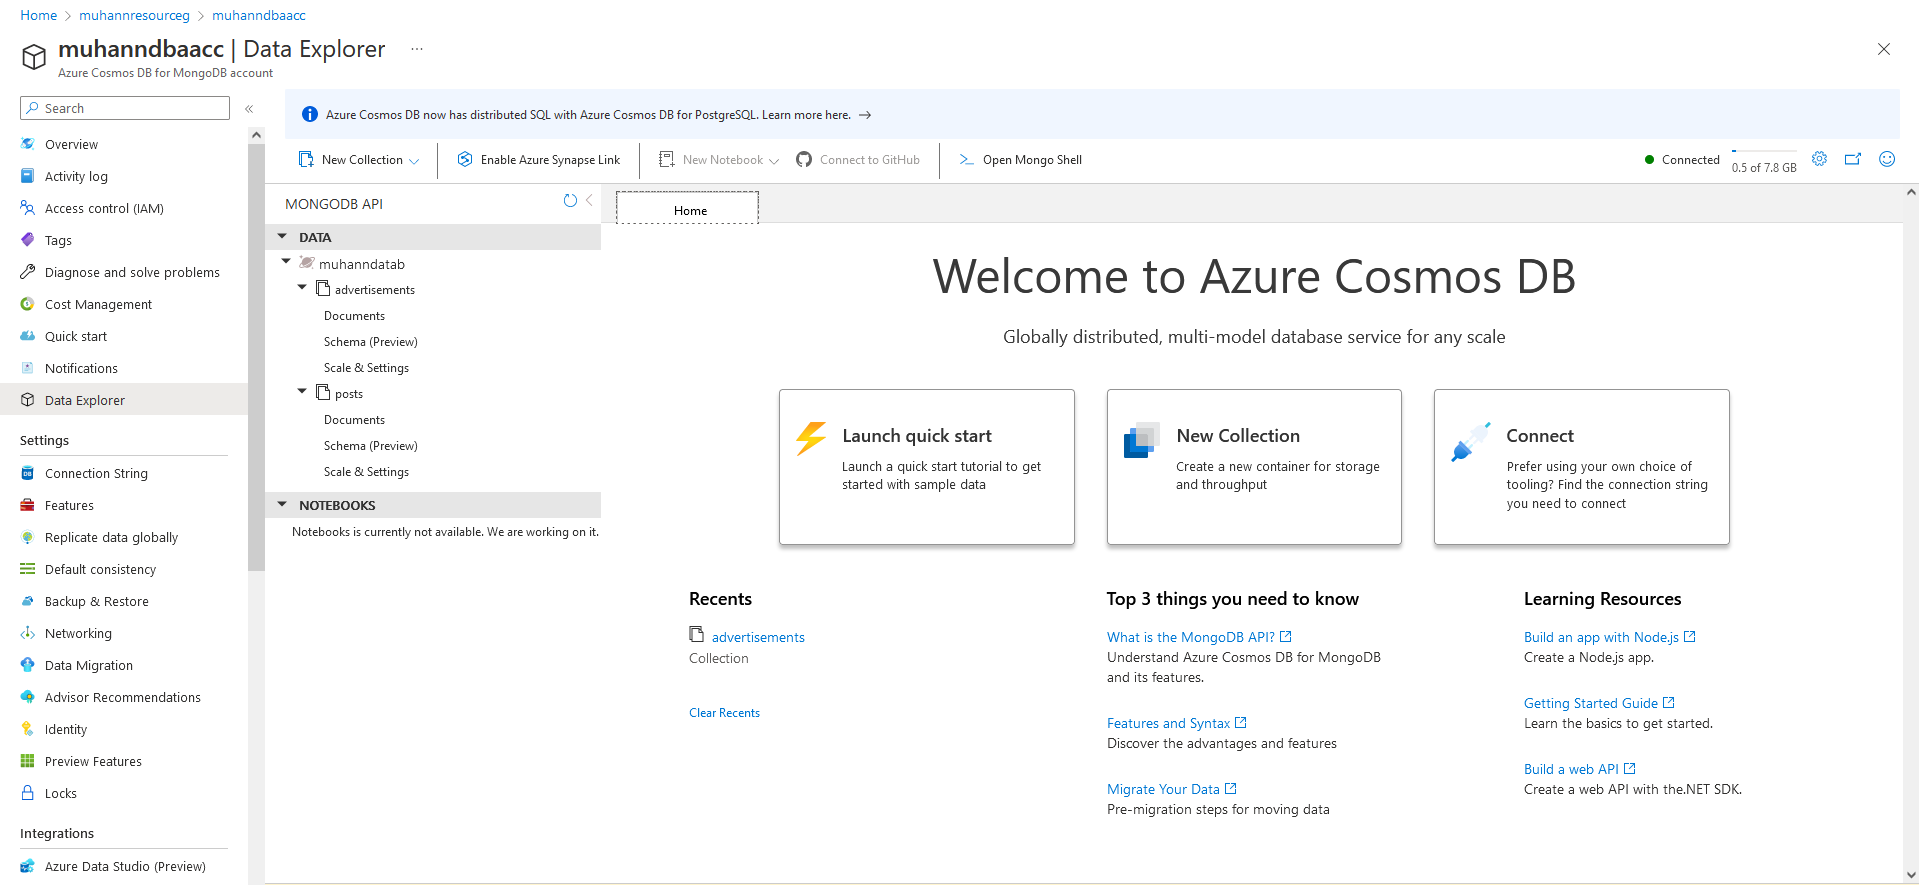 Home > muhannresourceg > muhanndbaacc
muhanndbaacc | Data Explorer ...
Azure Cosmos DB for MongoDB account
Search
«
Overview
Activity log
Access control (IAM)
Tags
Diagnose and solve problems
Cost Management
Quick start
Notifications
Data Explorer
Settings
Connection String
Features
Replicate data globally
Default consistency
Backup & Restore
Networking
Data Migration
Advisor Recommendations
Identity
Preview Features
Locks
Integrations
Azure Data Studio (Preview)
Azure Cosmos DB now has distributed SQL with Azure Cosmos DB for PostgreSQL. Learn more here. →
New Collection
Enable Azure Synapse Link
New Notebook
Connect to GitHub
Open Mongo Shell
Connected
0.5 of 7.8 GB
MONGODB API
DATA
muhanndatab
advertisements
Documents
Schema (Preview)
Scale & Settings
posts
Documents
Schema (Preview)
Scale & Settings
NOTEBOOKS
Notebooks is currently not available. We are working on it.
Home
Welcome to Azure Cosmos DB
Globally distributed, multi-model database service for any scale
Launch quick start
Launch a quick start tutorial to get
started with sample data
New Collection
Create a new container for storage
and throughput
Connect
Prefer using your own choice of
tooling? Find the connection string
you need to connect
Recents
advertisements
Collection
Clear Recents
Top 3 things you need to know
What is the MongoDB API?
Understand Azure Cosmos DB for MongoDB
and its features.
Features and Syntax
Discover the advantages and features
Migrate Your Data
Pre-migration steps for moving data
Learning Resources
Build an app with Node.js
Create a Node.js app.
Getting Started Guide
Learn the basics to get started.
Build a web API
Create a web API with the.NET SDK.